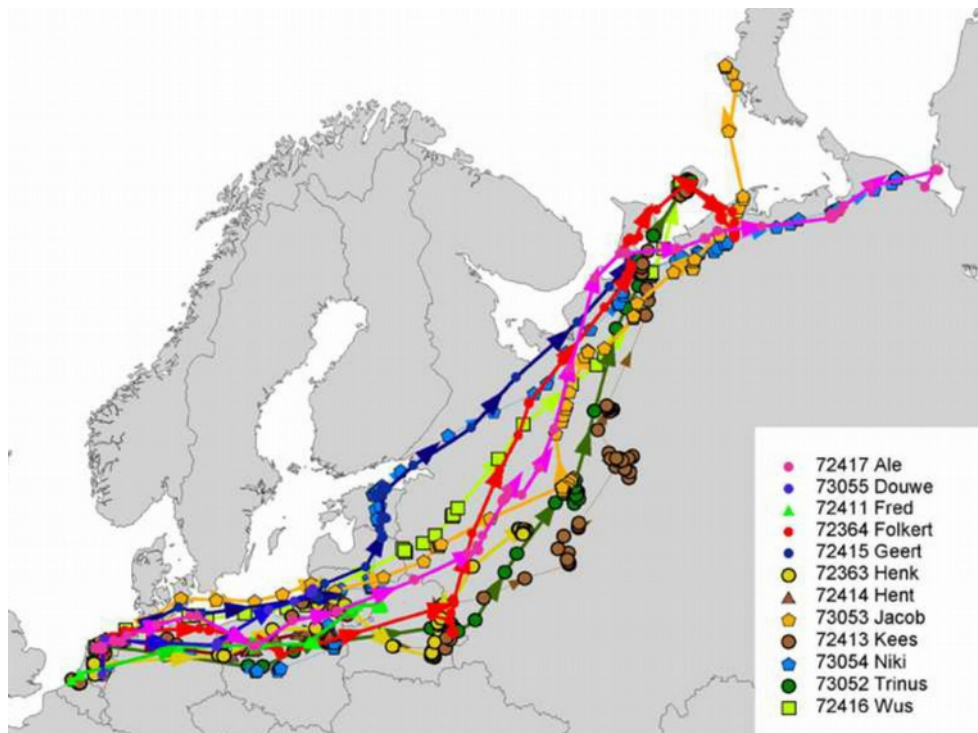 72417 Ale
73055 Douwe
72411 Fred
72364 Folkert
72415 Geert
72363 Henk
72414 Hent
73053 Jacob
72413 Kees
73054 Niki
73052 Trinus
72416 Wus